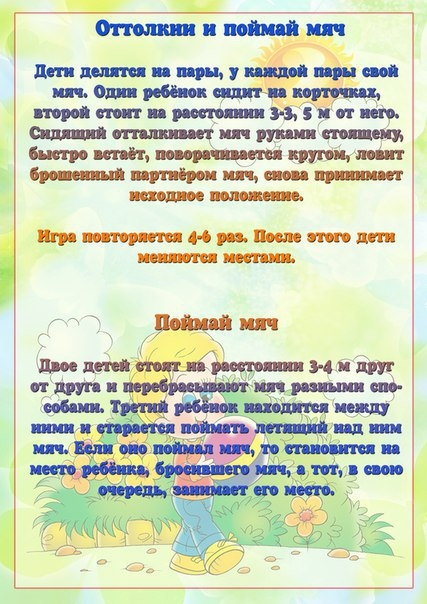 Оттолкни и поймай мяч
Дети делятся на пары, у каждой пары свой
мяч. Один ребёнок сидит на корточках,
второй стоит на расстоянии 3-3, 5 м от него.
Сидящий отталкивает мяч руками стоящему,
быстро встаёт, поворачивается кругом, ловит
брошенный партнёром мяч, снова принимает
исходное положение.
Игра повторяется 4-6 раз. После этого дети
меняются местами.
Поймай мяч
Двое детей стоят на расстоянии 3-4 м друг
от друга и перебрасывают мяч разными спо-
собами. Третий ребёнок находится между
ними и старается поймать летящий над ним
мяч. Если оно поймал мяч, то становится на
место ребёнка, бросившего мяч, а тот, в свою
очередь, занимает его место.